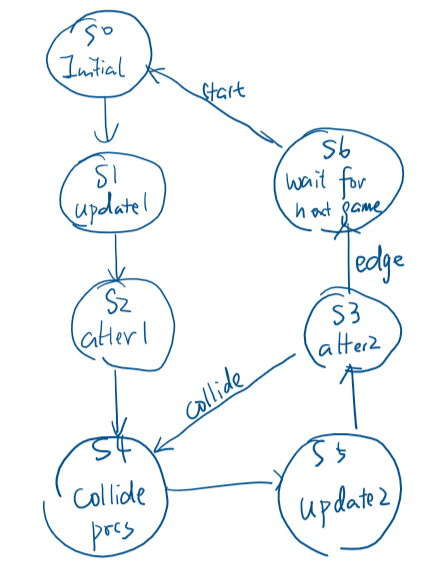 S0
Initial
start
S6
wait for
next game
S1
update1
edge
S2
alter1
S3
alter2
collide
S4
Collide
prcs
S5
update2